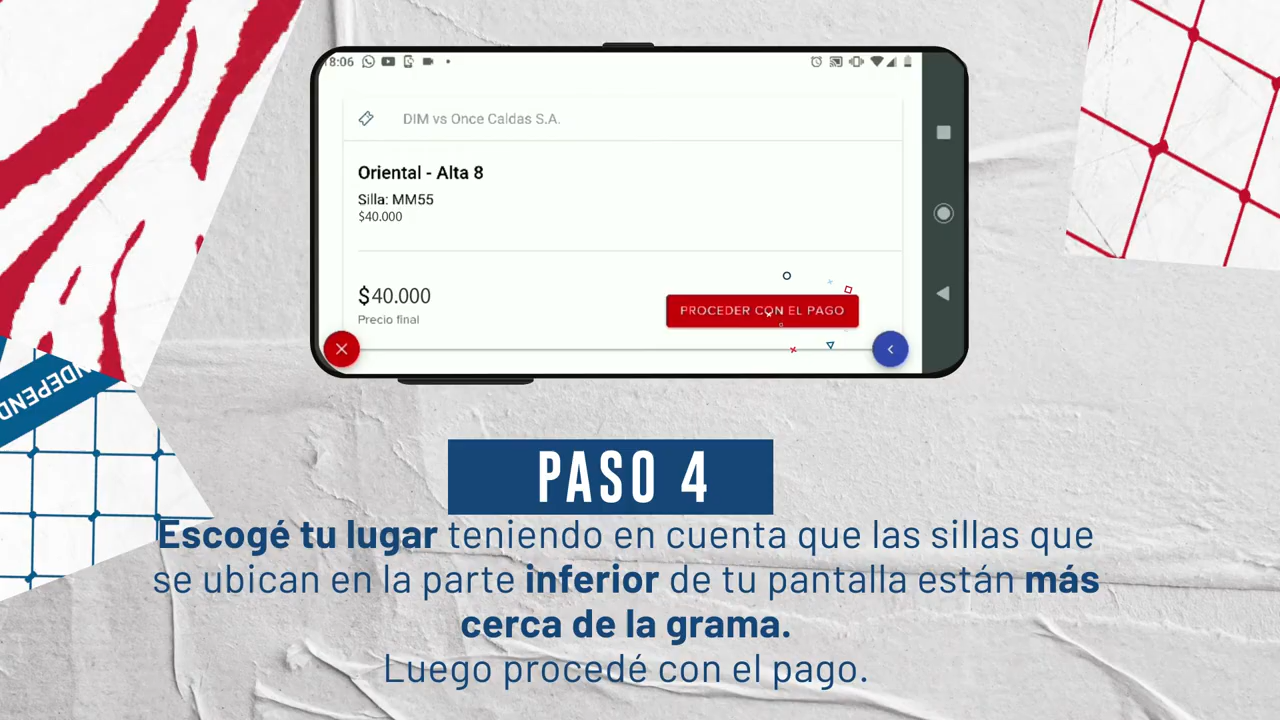 8:06
DIM vs Once Caldas S.A.
Oriental - Alta 8
Silla: MM55
$40.000
$40.000
Precio final
PROCEDER CON EL PAGO
NDEPEND
PASO 4
Escogé tu lugar teniendo en cuenta que las sillas que
se ubican en la parte inferior de tu pantalla están más
cerca de la grama.
Luego procedé con el pago.